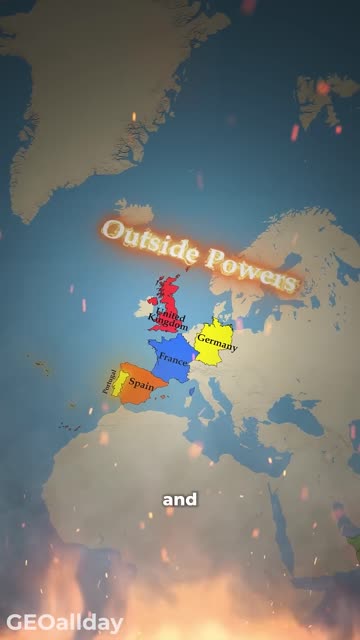 Outside Powers
United
Kingdom
Germany
France
Portugal
Spain
and
GEOallday